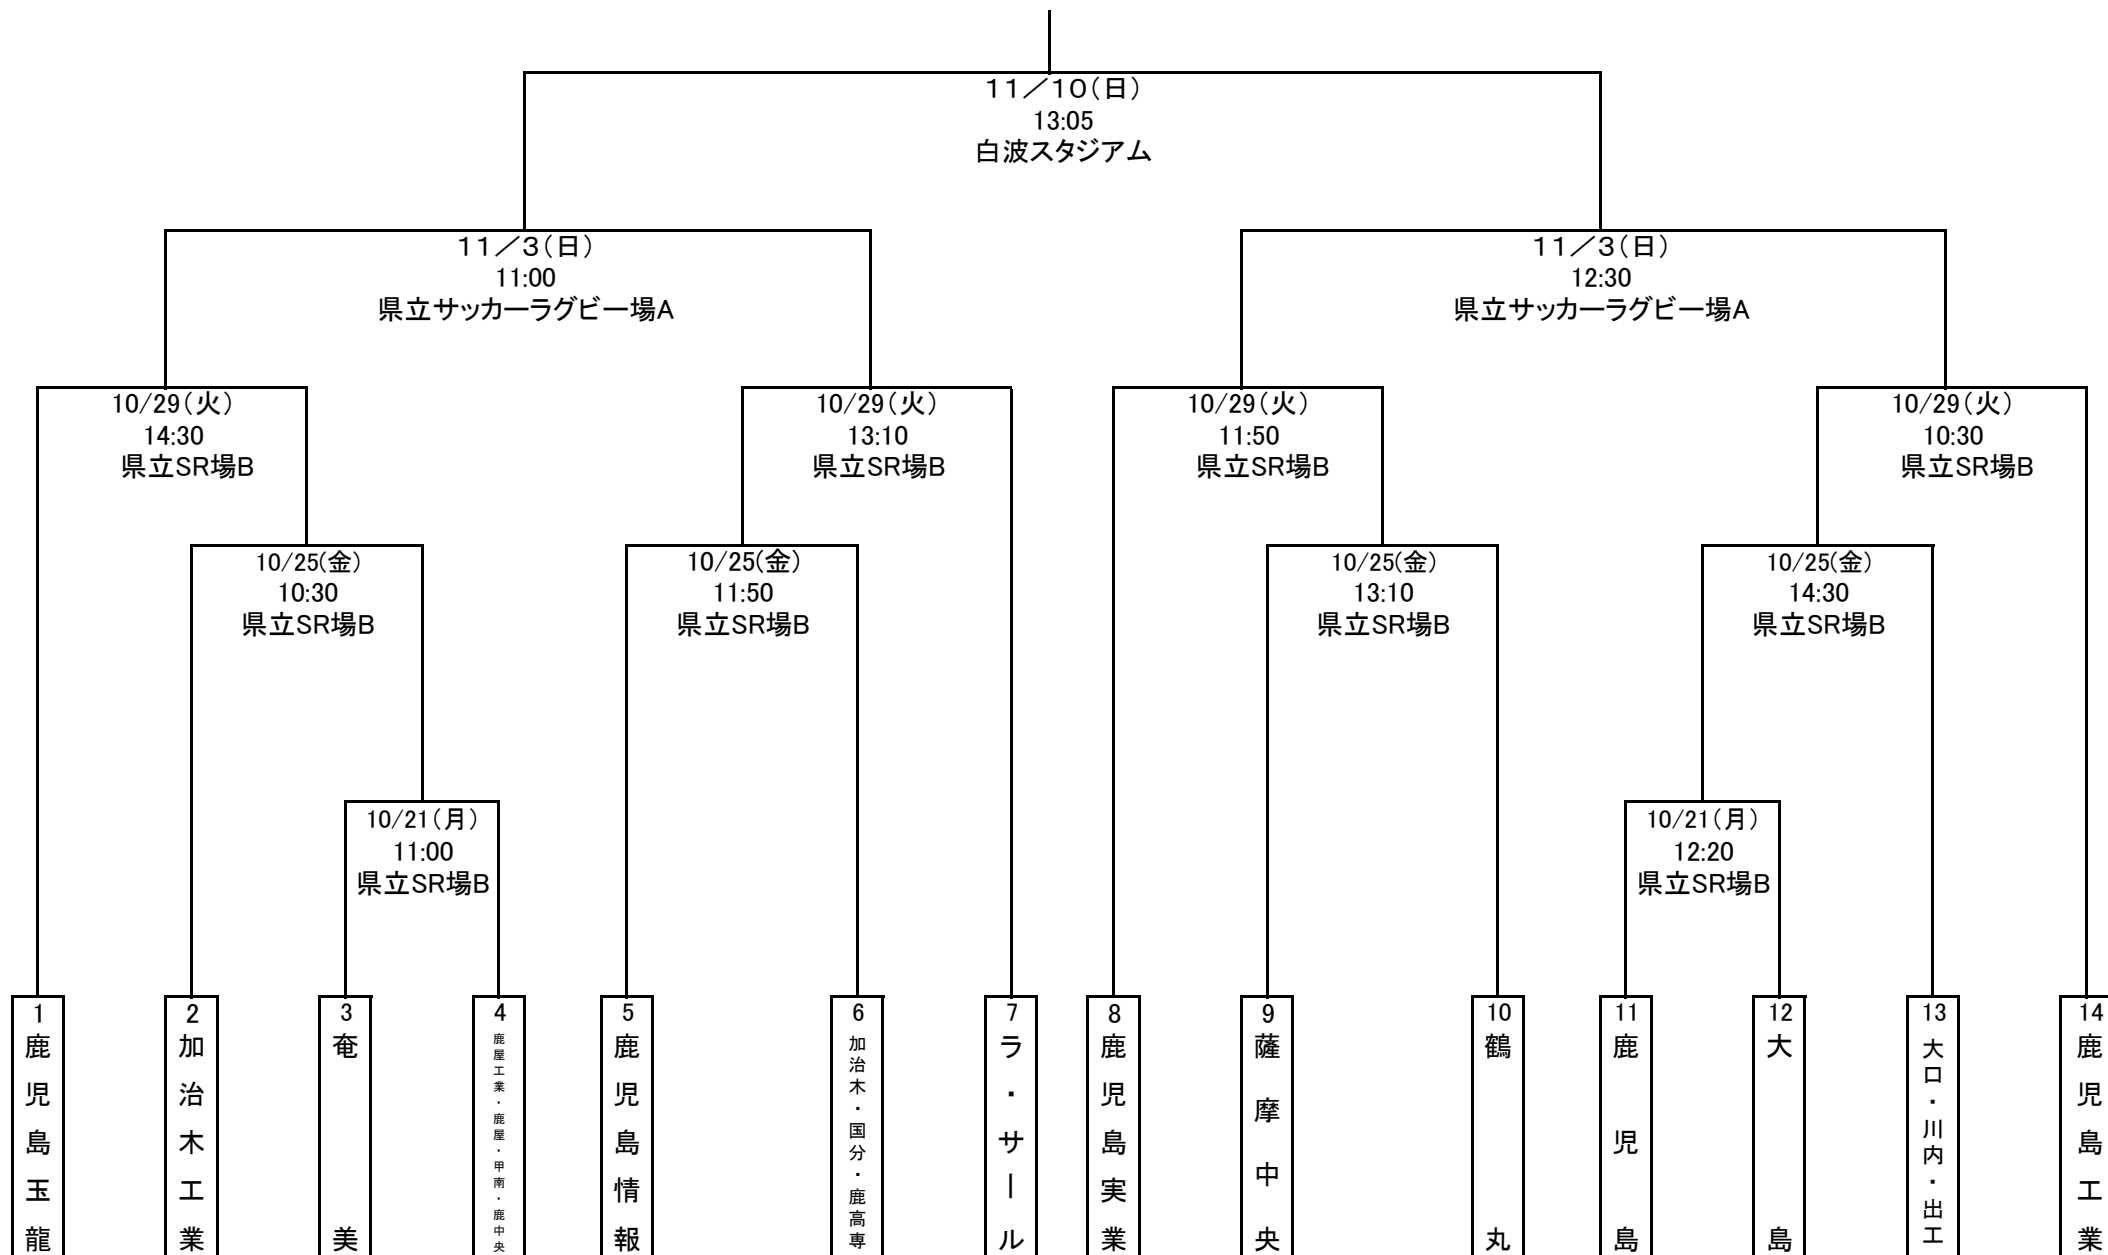 11／10（日）
13:05
白波スタジアム
11／3（日）
11:00
県立サッカーラグビー場A
11／3（日）
12:30
県立サッカーラグビー場A
10/29（火）
14:30
県立SR場B
10/29（火）
13:10
県立SR場B
10/29（火）
11:50
県立SR場B
10/29（火）
10:30
県立SR場B
10/25(金)
10:30
県立SR場B
10/25(金)
11:50
県立SR場B
10/25(金)
13:10
県立SR場B
10/25(金)
14:30
県立SR場B
10/21（月）
11:00
県立SR場B
10/21（月）
12:20
県立SR場B
1
鹿児島玉龍
2
加治木工業
3
奄美
4
鹿屋工業・鹿屋・甲南・鹿中央
5
鹿児島情報
6
加治木・国分・鹿高専
7
ラ・サール
8
鹿児島実業
9
薩摩中央
10
鶴丸
11
鹿児島
12
大島
13
大口・川内・出工
14
鹿児島工業